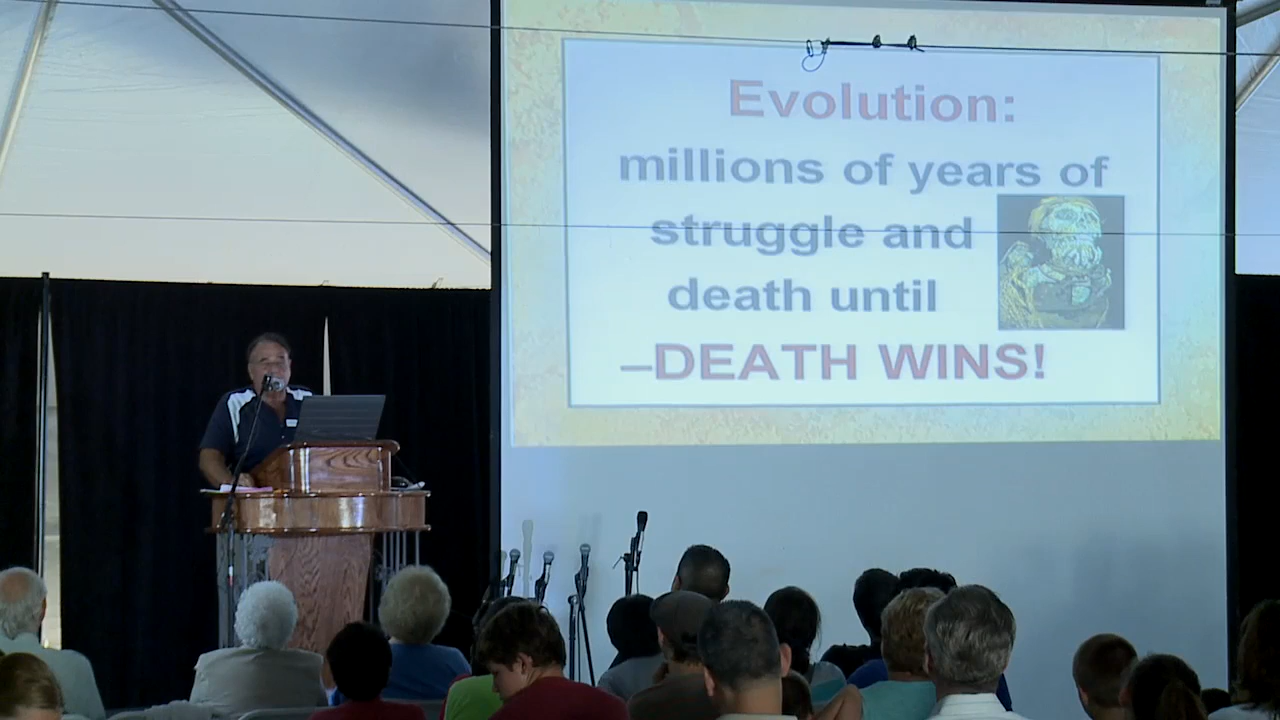 Evolution:
millions of years of
struggle and
death until
–DEATH WINS!